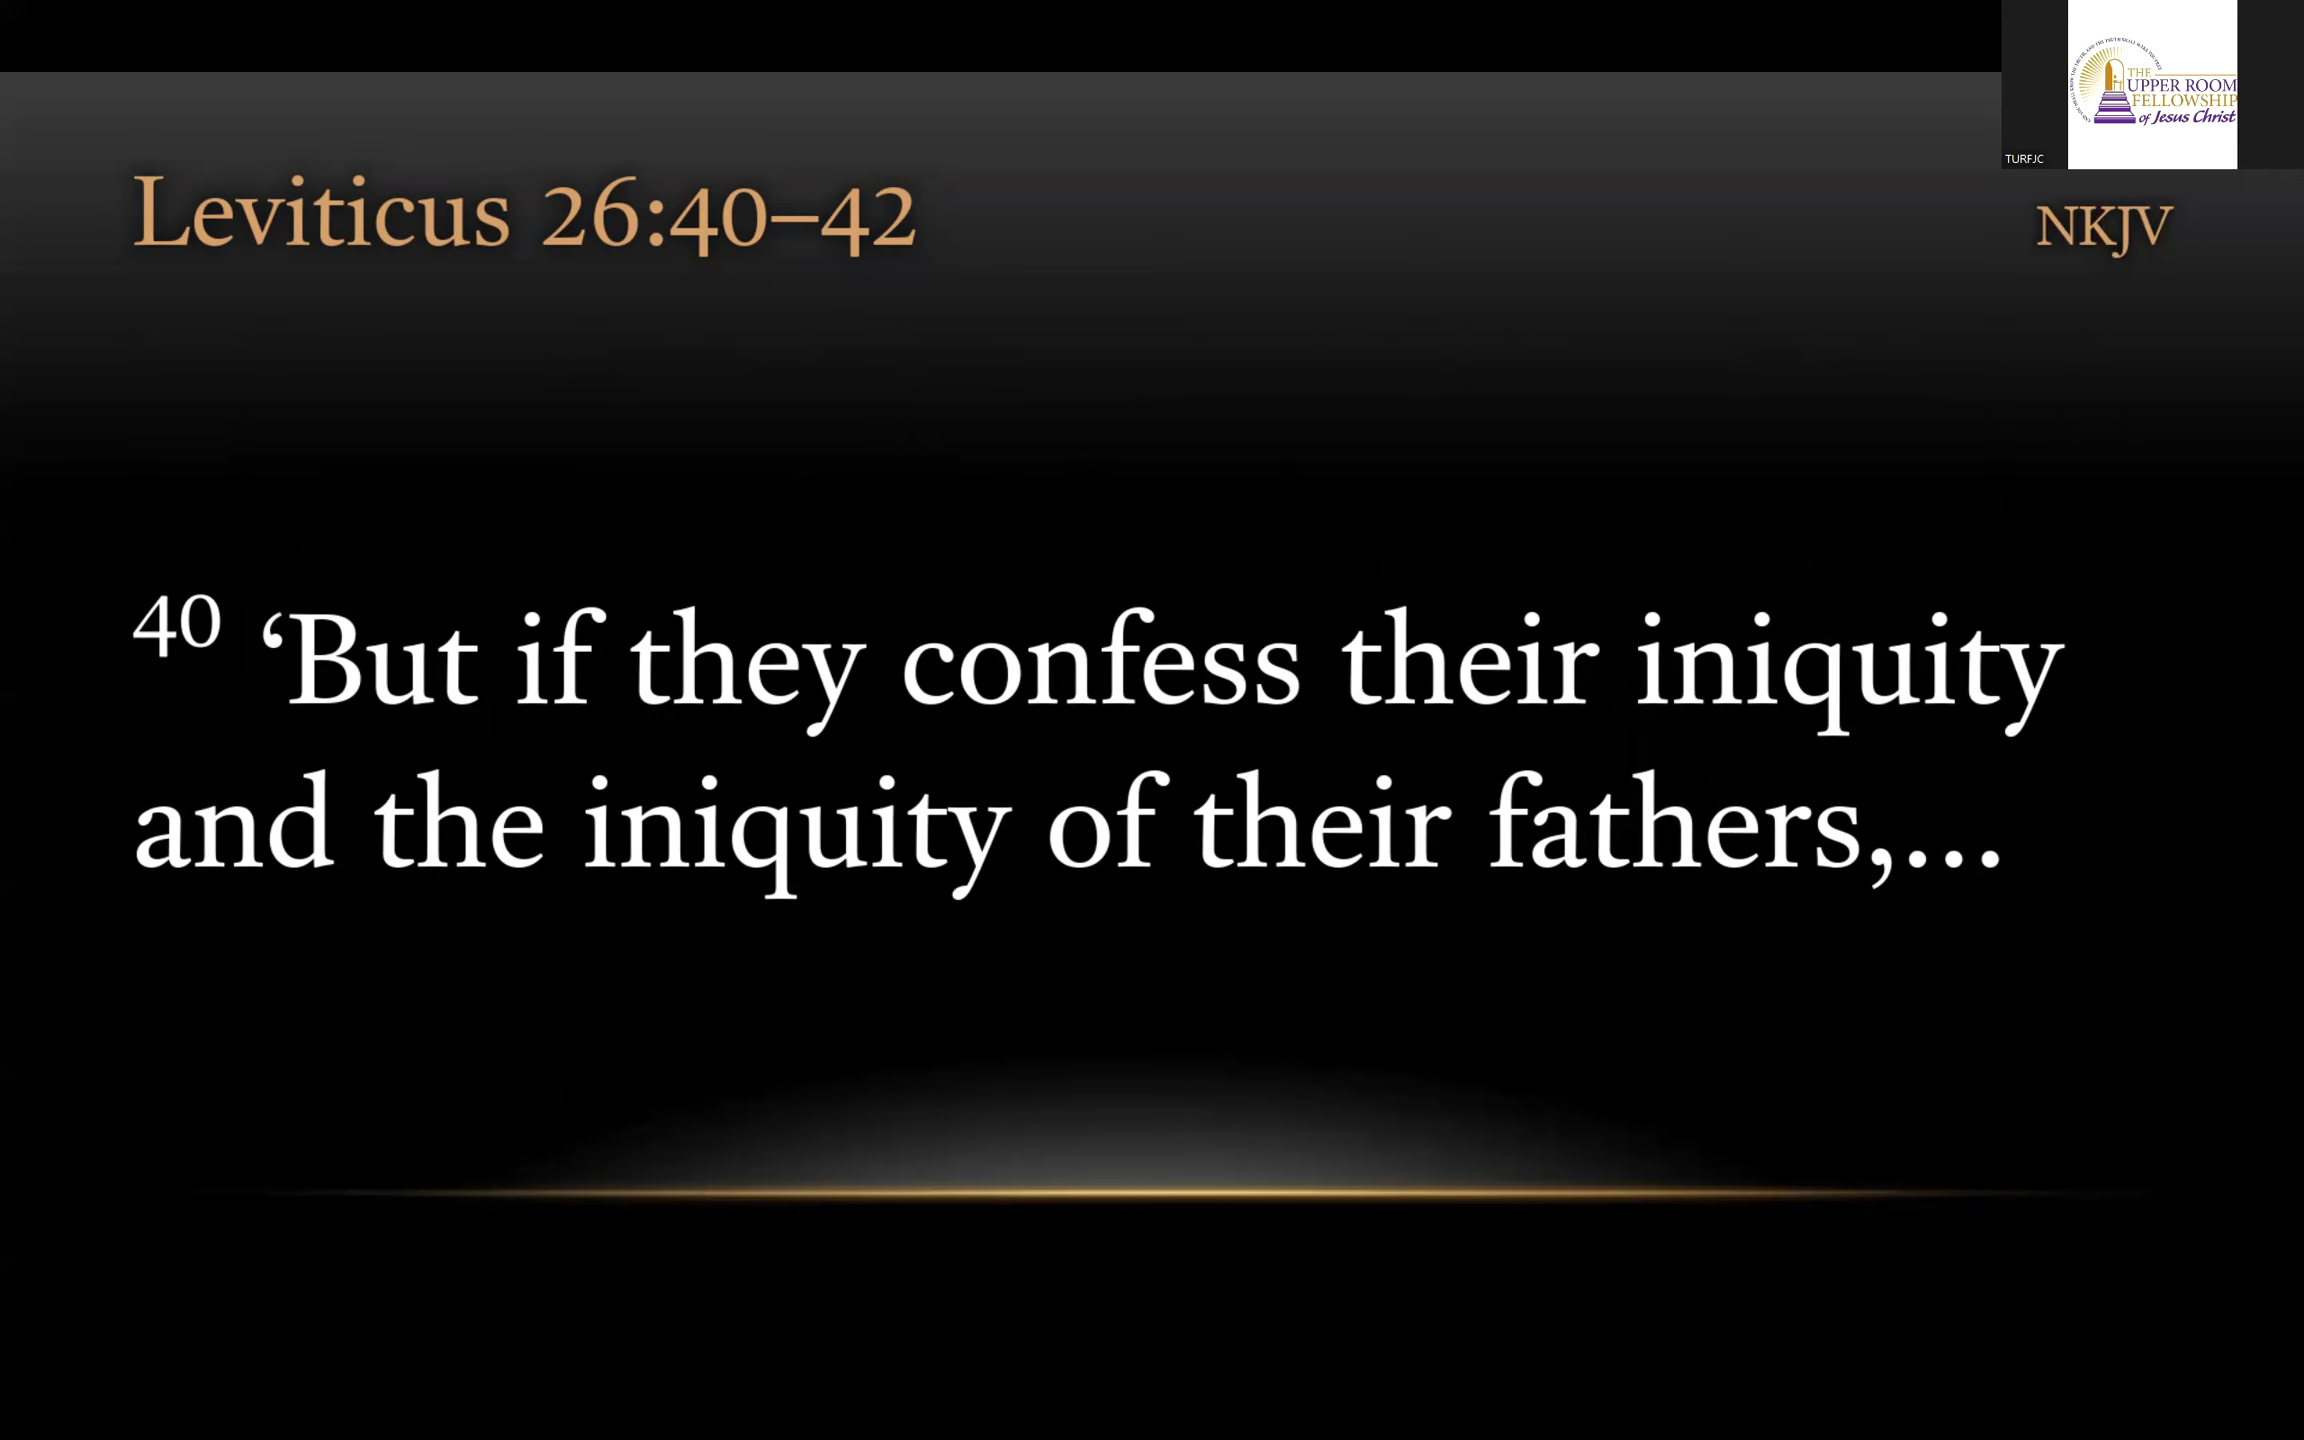 THE
UPPER ROOM
FELLOWSHIP
of Jesus Christ
TURFJC
Leviticus 26:40–42
NKJV
40 ‘But if they confess their iniquity
and the iniquity of their fathers,...